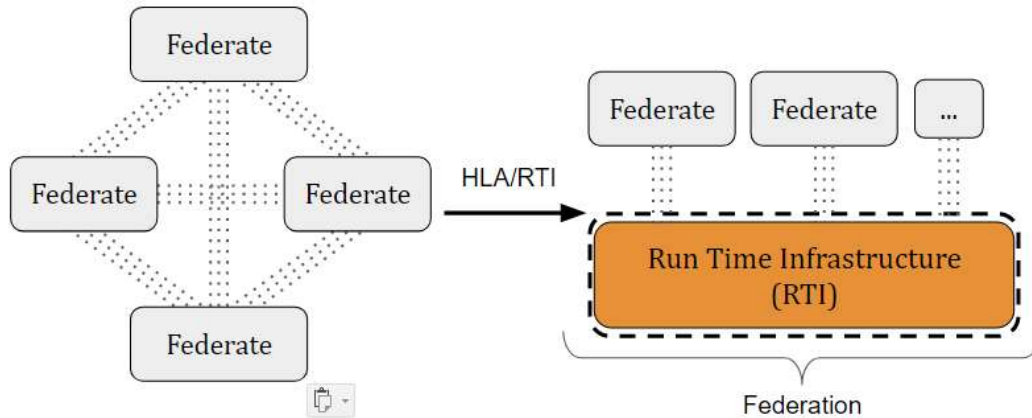 Federate
Federate
Federate
Federate
HLA/RTI
Federate
Federate
...
Run Time Infrastructure
(RTI)
Federation